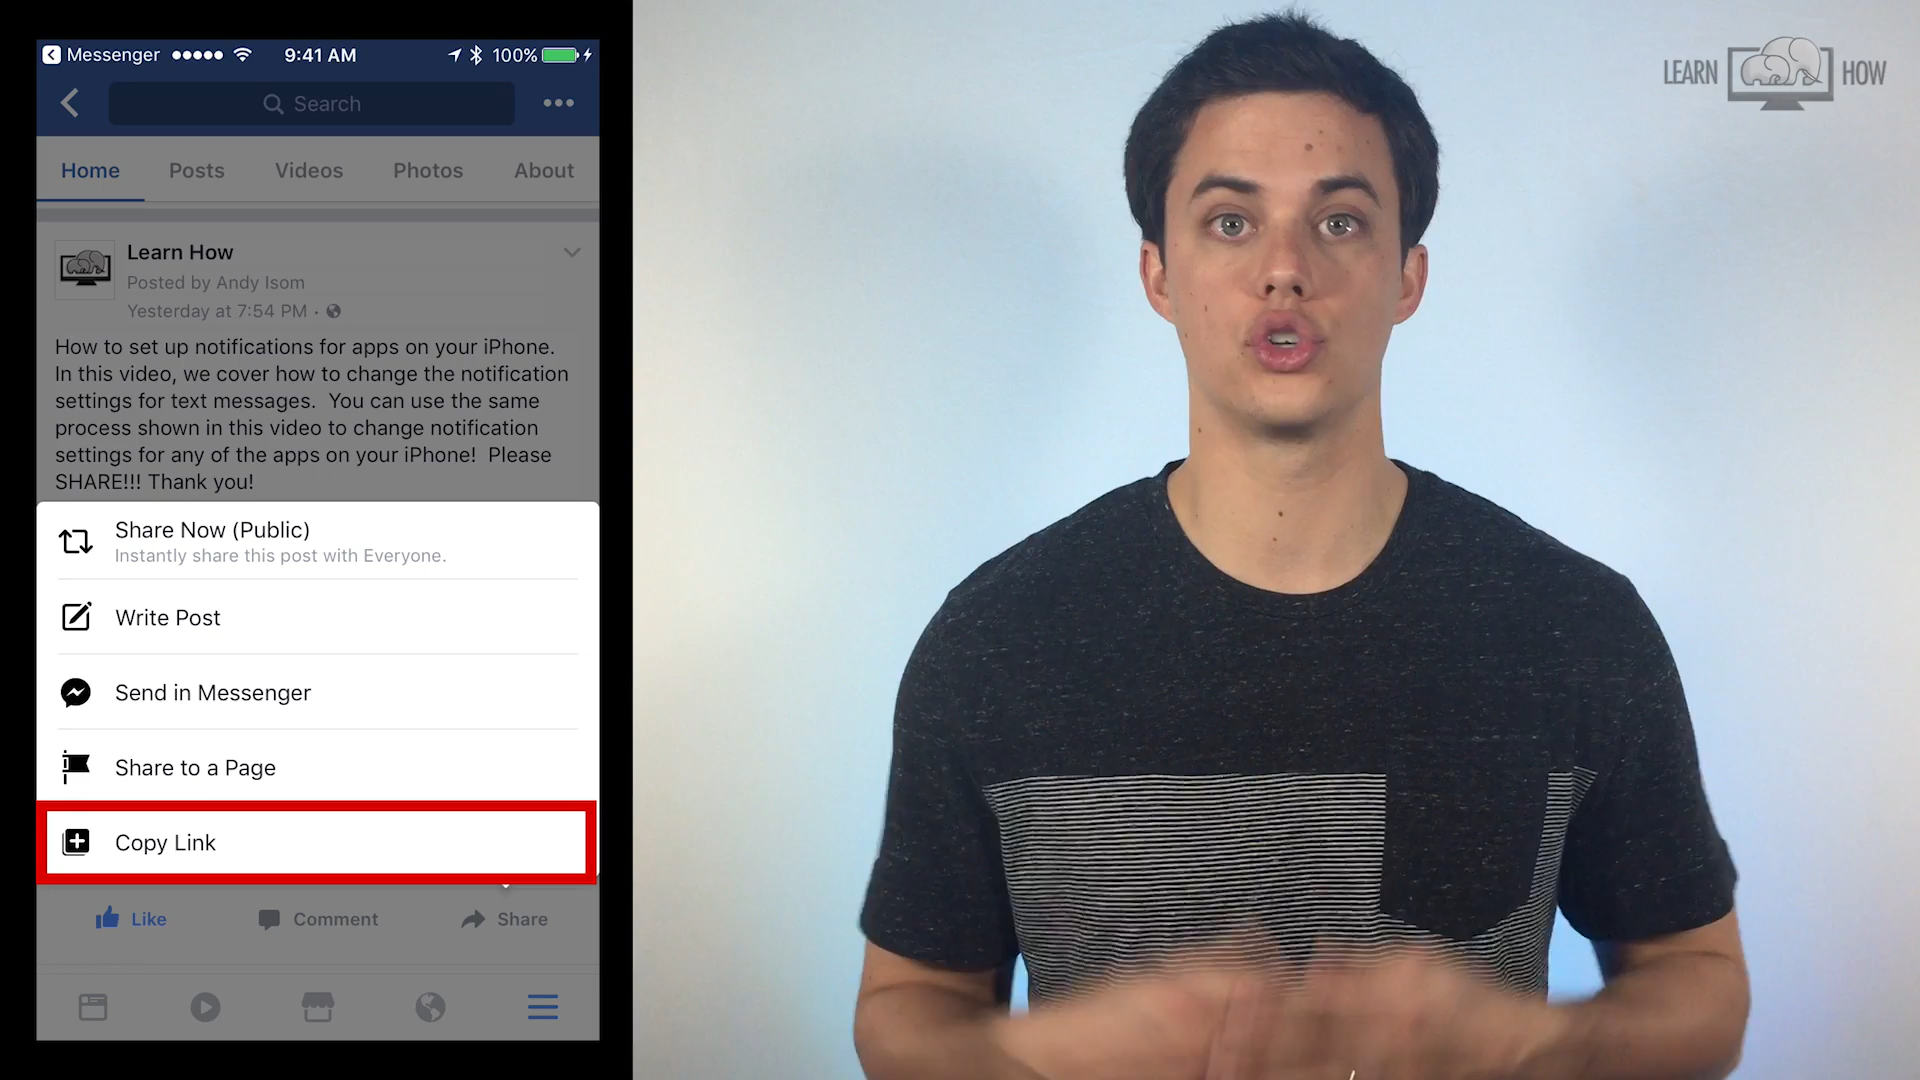 Messenger 9:41 AM 100%
Search
Home Posts Videos Photos About
Learn How
Posted by Andy Isom
Yesterday at 7:54 PM ·
How to set up notifications for apps on your iPhone.
In this video, we cover how to change the notification
settings for text messages.  You can use the same
process shown in this video to change notification
settings for any of the apps on your iPhone!  Please
SHARE!!! Thank you!
Share Now (Public)
Instantly share this post with Everyone.
Write Post
Send in Messenger
Share to a Page
Copy Link
Like Comment Share
LEARN HOW